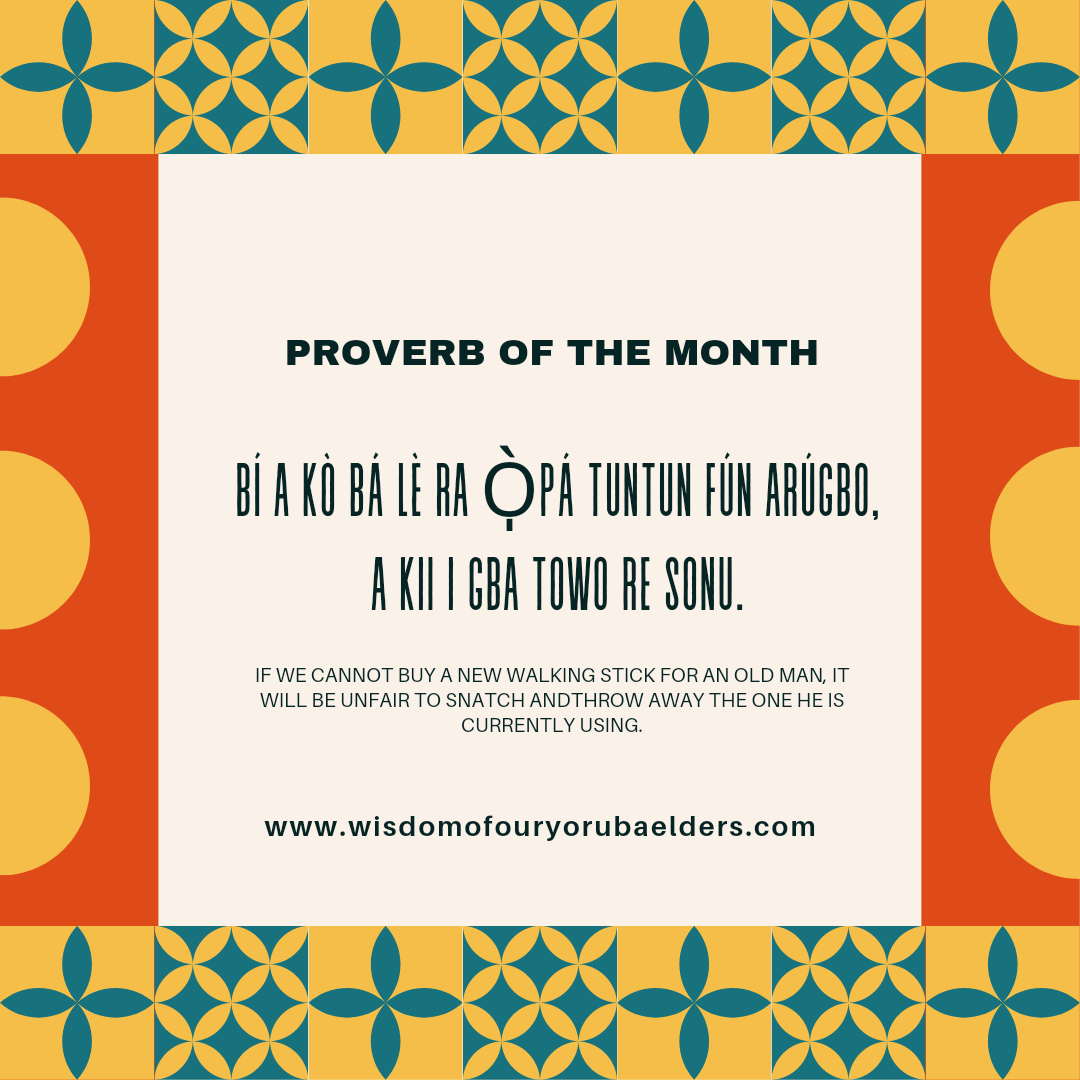 PROVERB OF THE MONTH
BÍ A KÒ BÁ LÈ RA Ọ̀PÁ TUNTUN FÚN ARÚGBO,
A KII I GBA TOWO RE SONU.
IF WE CANNOT BUY A NEW WALKING STICK FOR AN OLD MAN, IT
WILL BE UNFAIR TO SNATCH ANDTHROW AWAY THE ONE HE IS
CURRENTLY USING.
www.wisdomofouryorubaelders.com